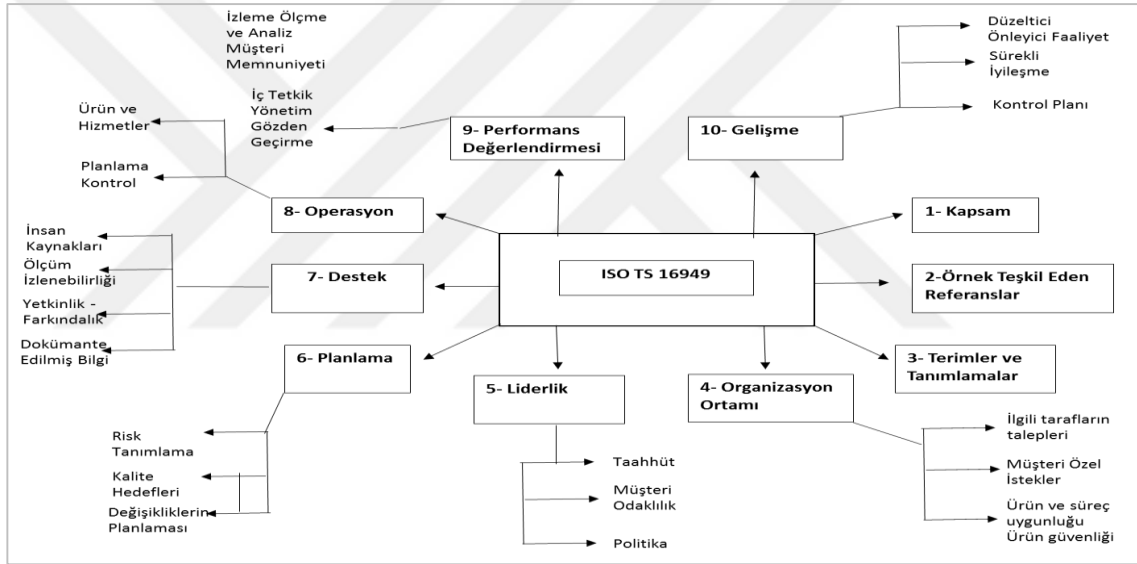 İzleme Ölçme
ve Analiz
Müşteri
Memnuniyeti
İç Tetkik
Yönetim
Gözden
Geçirme
9- Performans
Değerlendirmesi
10- Gelişme
Düzeltici
Önleyici Faaliyet
Sürekli
İyileşme
Kontrol Planı
Ürün ve
Hizmetler
Planlama
Kontrol
8- Operasyon
1- Kapsam
İnsan
Kaynakları
Ölçüm
İzlenebilirliği
Yetkinlik -
Farkındalık
Dokümante
Edilmiş Bilgi
7- Destek
ISO TS 16949
2-Örnek Teşkil Eden
Referanslar
6- Planlama
5- Liderlik
4- Organizasyon
Ortamı
3- Terimler ve
Tanımlamalar
Risk
Tanımlama
Kalite
Hedefleri
Değişikliklerin
Planlaması
Taahhüt
Müşteri
Odaklılık
Politika
İlgili tarafların
talepleri
Müşteri Özel
İstekler
Ürün ve süreç
uygunluğu
Ürün güvenliği